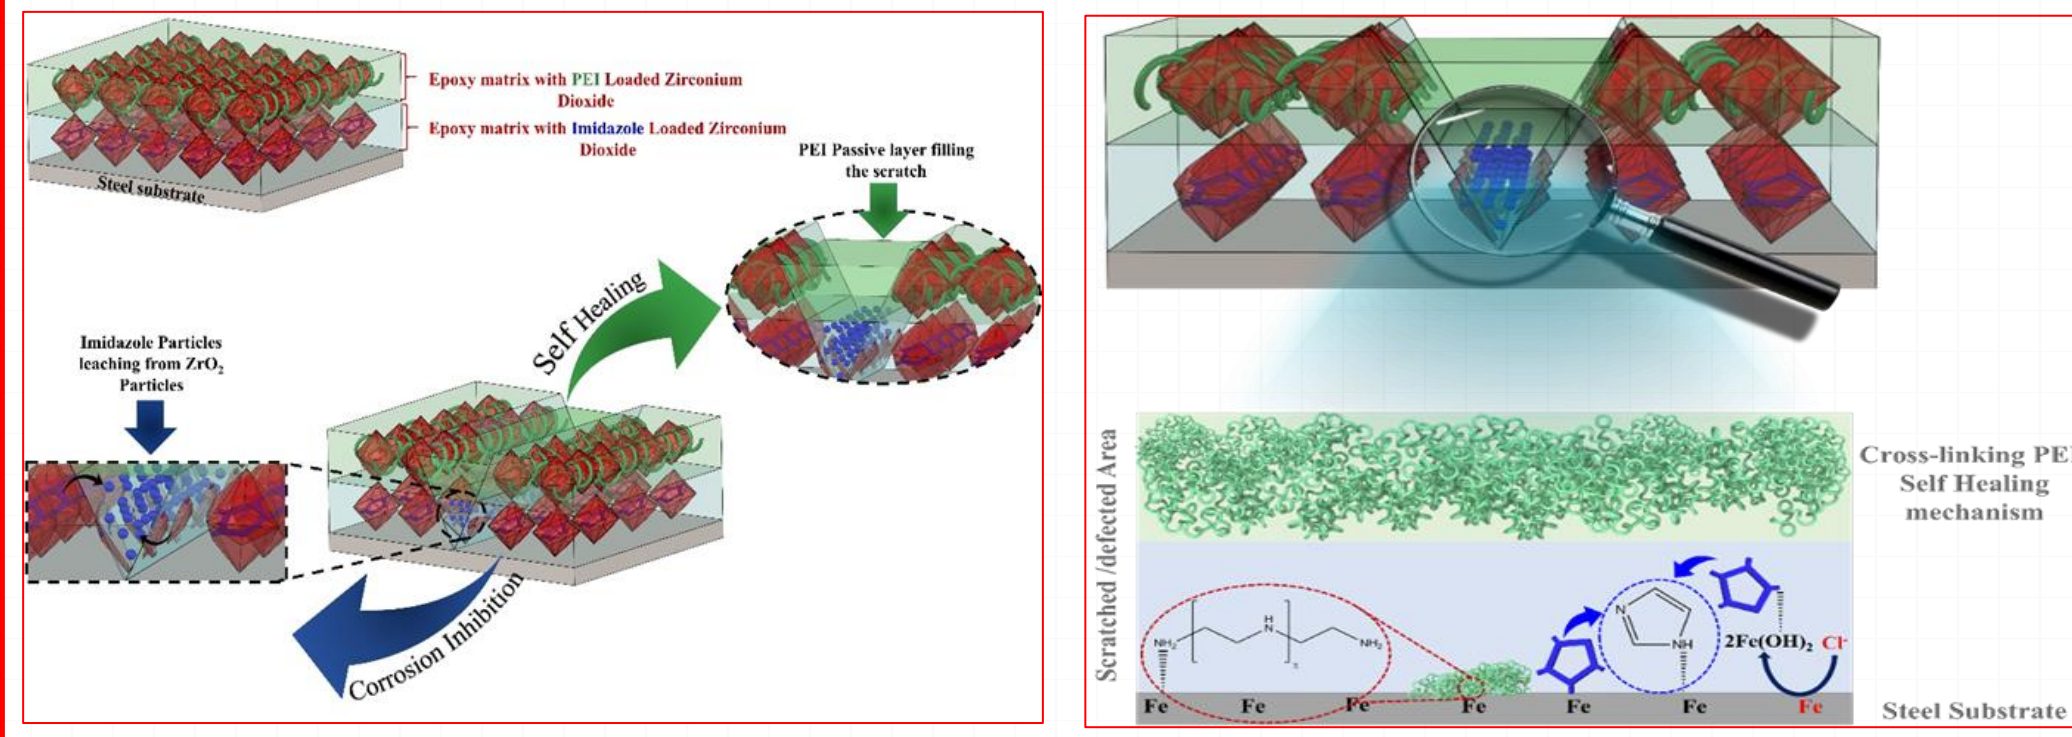 Epoxy matrix with PEI Loaded Zirconium
Dioxide
Epoxy matrix with Imidazole Loaded Zirconium
Dioxide
Steel substrate
PEI Passive layer filling
the scratch
Self Healing
Imidazole Particles
leaching from ZrO₂
Particles
Corrosion Inhibition
Scratched /defected Area
Cross-linking PEI
Self Healing
mechanism
NH₂
H
N
NH₂
N
NH
2Fe(OH)₂ Cl⁻
Fe Fe Fe Fe Fe Fe Fe
Steel Substrate